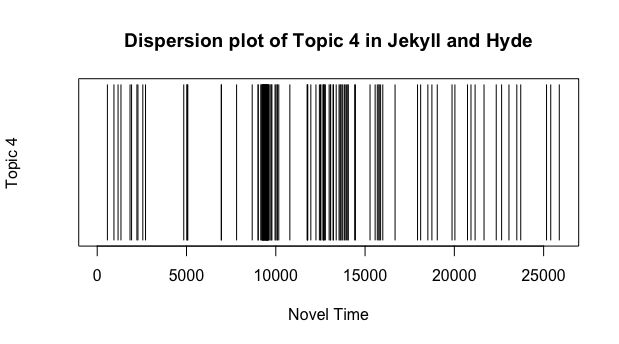 Dispersion plot of Topic 4 in Jekyll and Hyde
Topic 4
0 5000 10000 15000 20000 25000
Novel Time